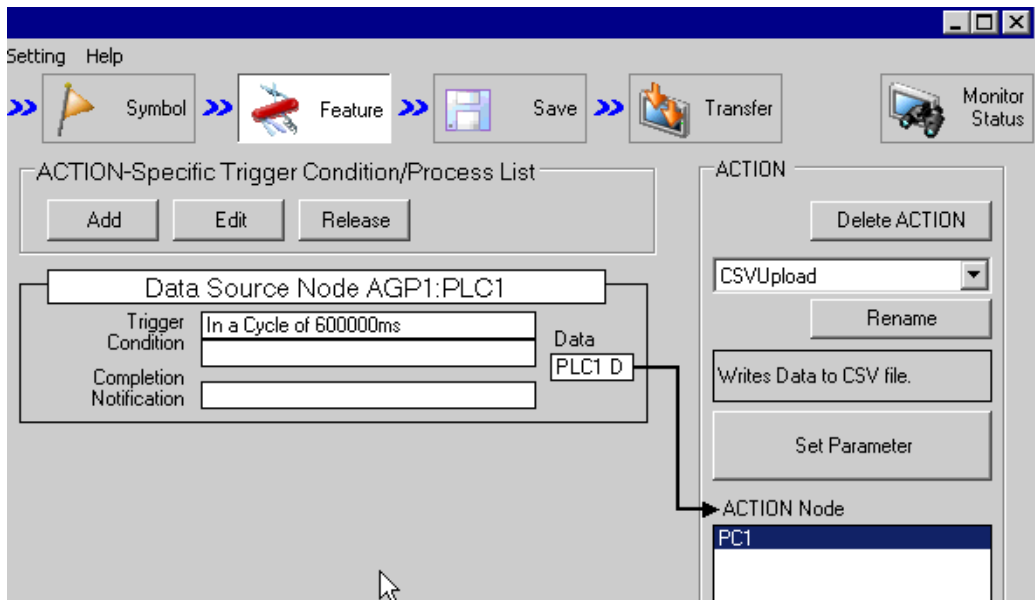 Setting Help
Symbol Feature Save Transfer Monitor Status
ACTION-Specific Trigger Condition/Process List
Add Edit Release
Data Source Node AGP1:PLC1
Trigger Condition
In a Cycle of 600000ms
Data
PLC1 D
Completion Notification
ACTION
Delete ACTION
CSVUpload
Rename
Writes Data to CSV file.
Set Parameter
ACTION Node
PC1